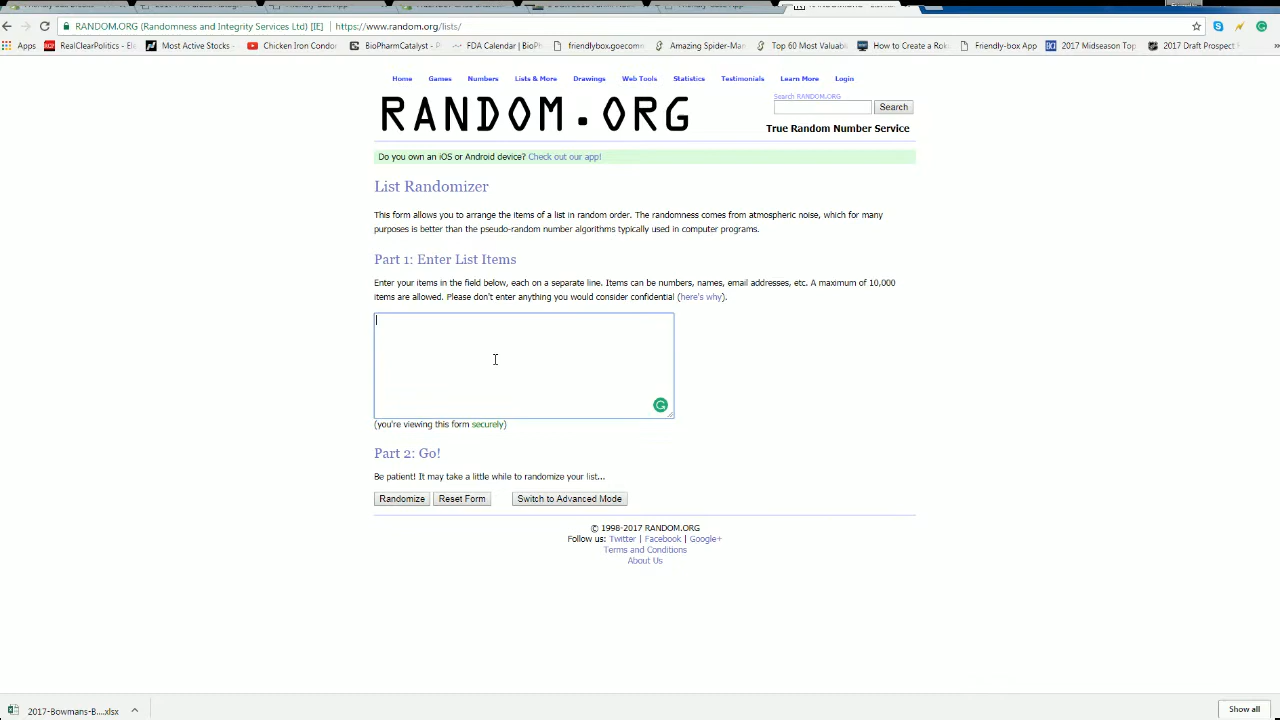 RANDOM.ORG (Randomness and Integrity Services Ltd) [IE] https://www.random.org/lists/
Apps RealClearPolitics - Ele Most Active Stocks - Chicken Iron Condor BioPharmCatalyst - P FDA Calendar | BioPh friendlybox.goecomm Amazing Spider-Ma Top 60 Most Valuab How to Create a Rok Friendly-box App 2017 Midseason Top 2017 Draft Prospect F
Home Games Numbers Lists & More Drawings Web Tools Statistics Testimonials Learn More Login
RANDOM.ORG
Search RANDOM.ORG
Search
True Random Number Service
Do you own an iOS or Android device? Check out our app!
List Randomizer
This form allows you to arrange the items of a list in random order. The randomness comes from atmospheric noise, which for many
purposes is better than the pseudo-random number algorithms typically used in computer programs.
Part 1: Enter List Items
Enter your items in the field below, each on a separate line. Items can be numbers, names, email addresses, etc. A maximum of 10,000
items are allowed. Please don't enter anything you would consider confidential (here's why).
(you're viewing this form securely)
Part 2: Go!
Be patient! It may take a little while to randomize your list...
Randomize Reset Form Switch to Advanced Mode
© 1998-2017 RANDOM.ORG
Follow us: Twitter | Facebook | Google+
Terms and Conditions
About Us
2017-Bowmans-B....xlsx
Show all